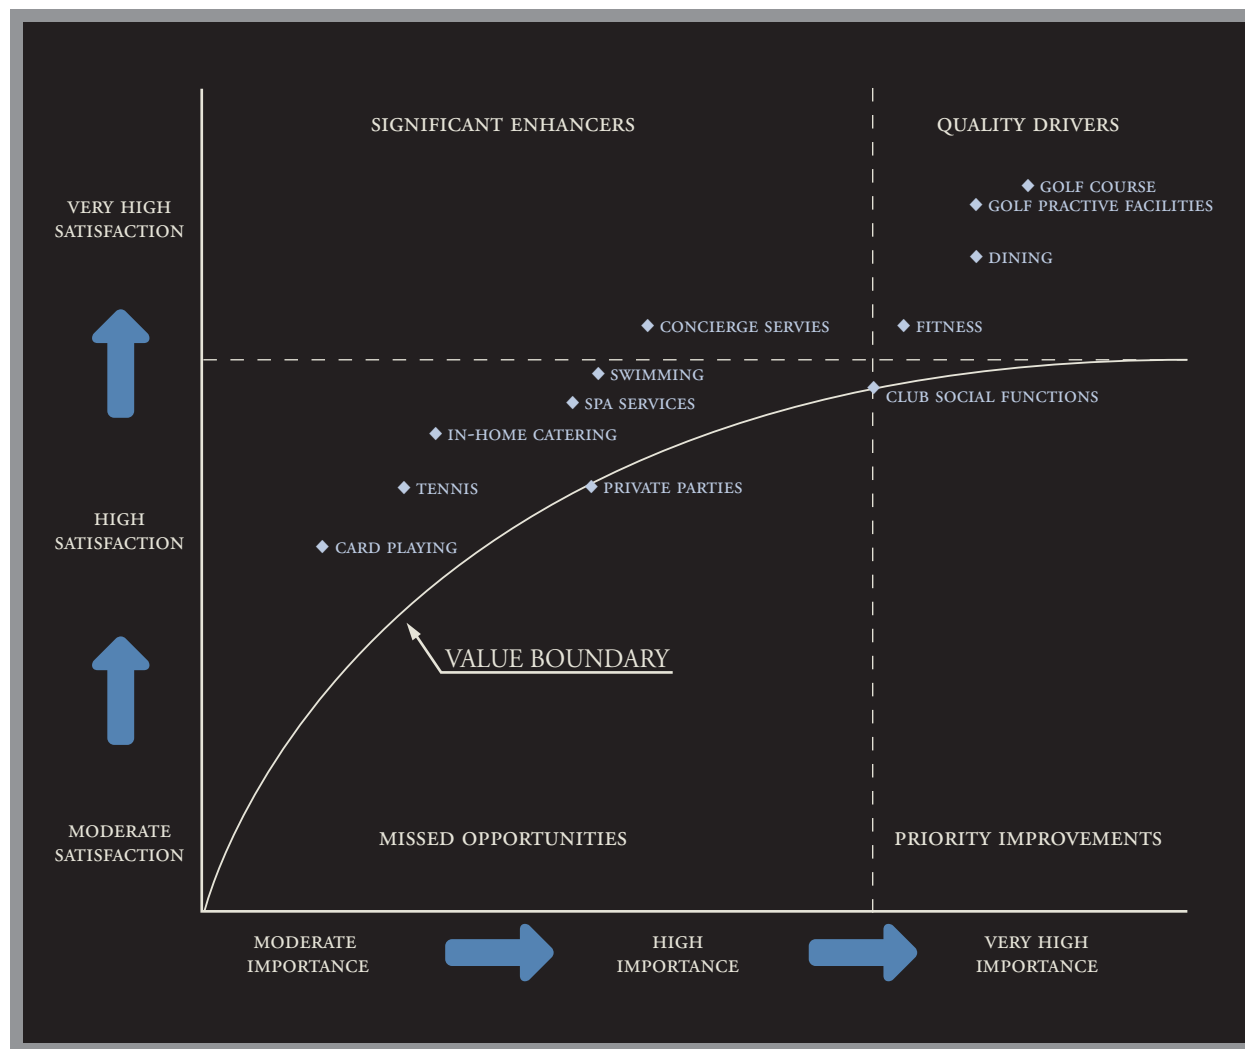 SIGNIFICANT ENHANCERS
QUALITY DRIVERS
GOLF COURSE
GOLF PRACTIVE FACILITIES
VERY HIGH
SATISFACTION
DINING
CONCIERGE SERVIES
FITNESS
SWIMMING
CLUB SOCIAL FUNCTIONS
SPA SERVICES
IN-HOME CATERING
TENNIS
PRIVATE PARTIES
HIGH
SATISFACTION
CARD PLAYING
VALUE BOUNDARY
MODERATE
SATISFACTION
MISSED OPPORTUNITIES
PRIORITY IMPROVEMENTS
MODERATE
IMPORTANCE
HIGH
IMPORTANCE
VERY HIGH
IMPORTANCE